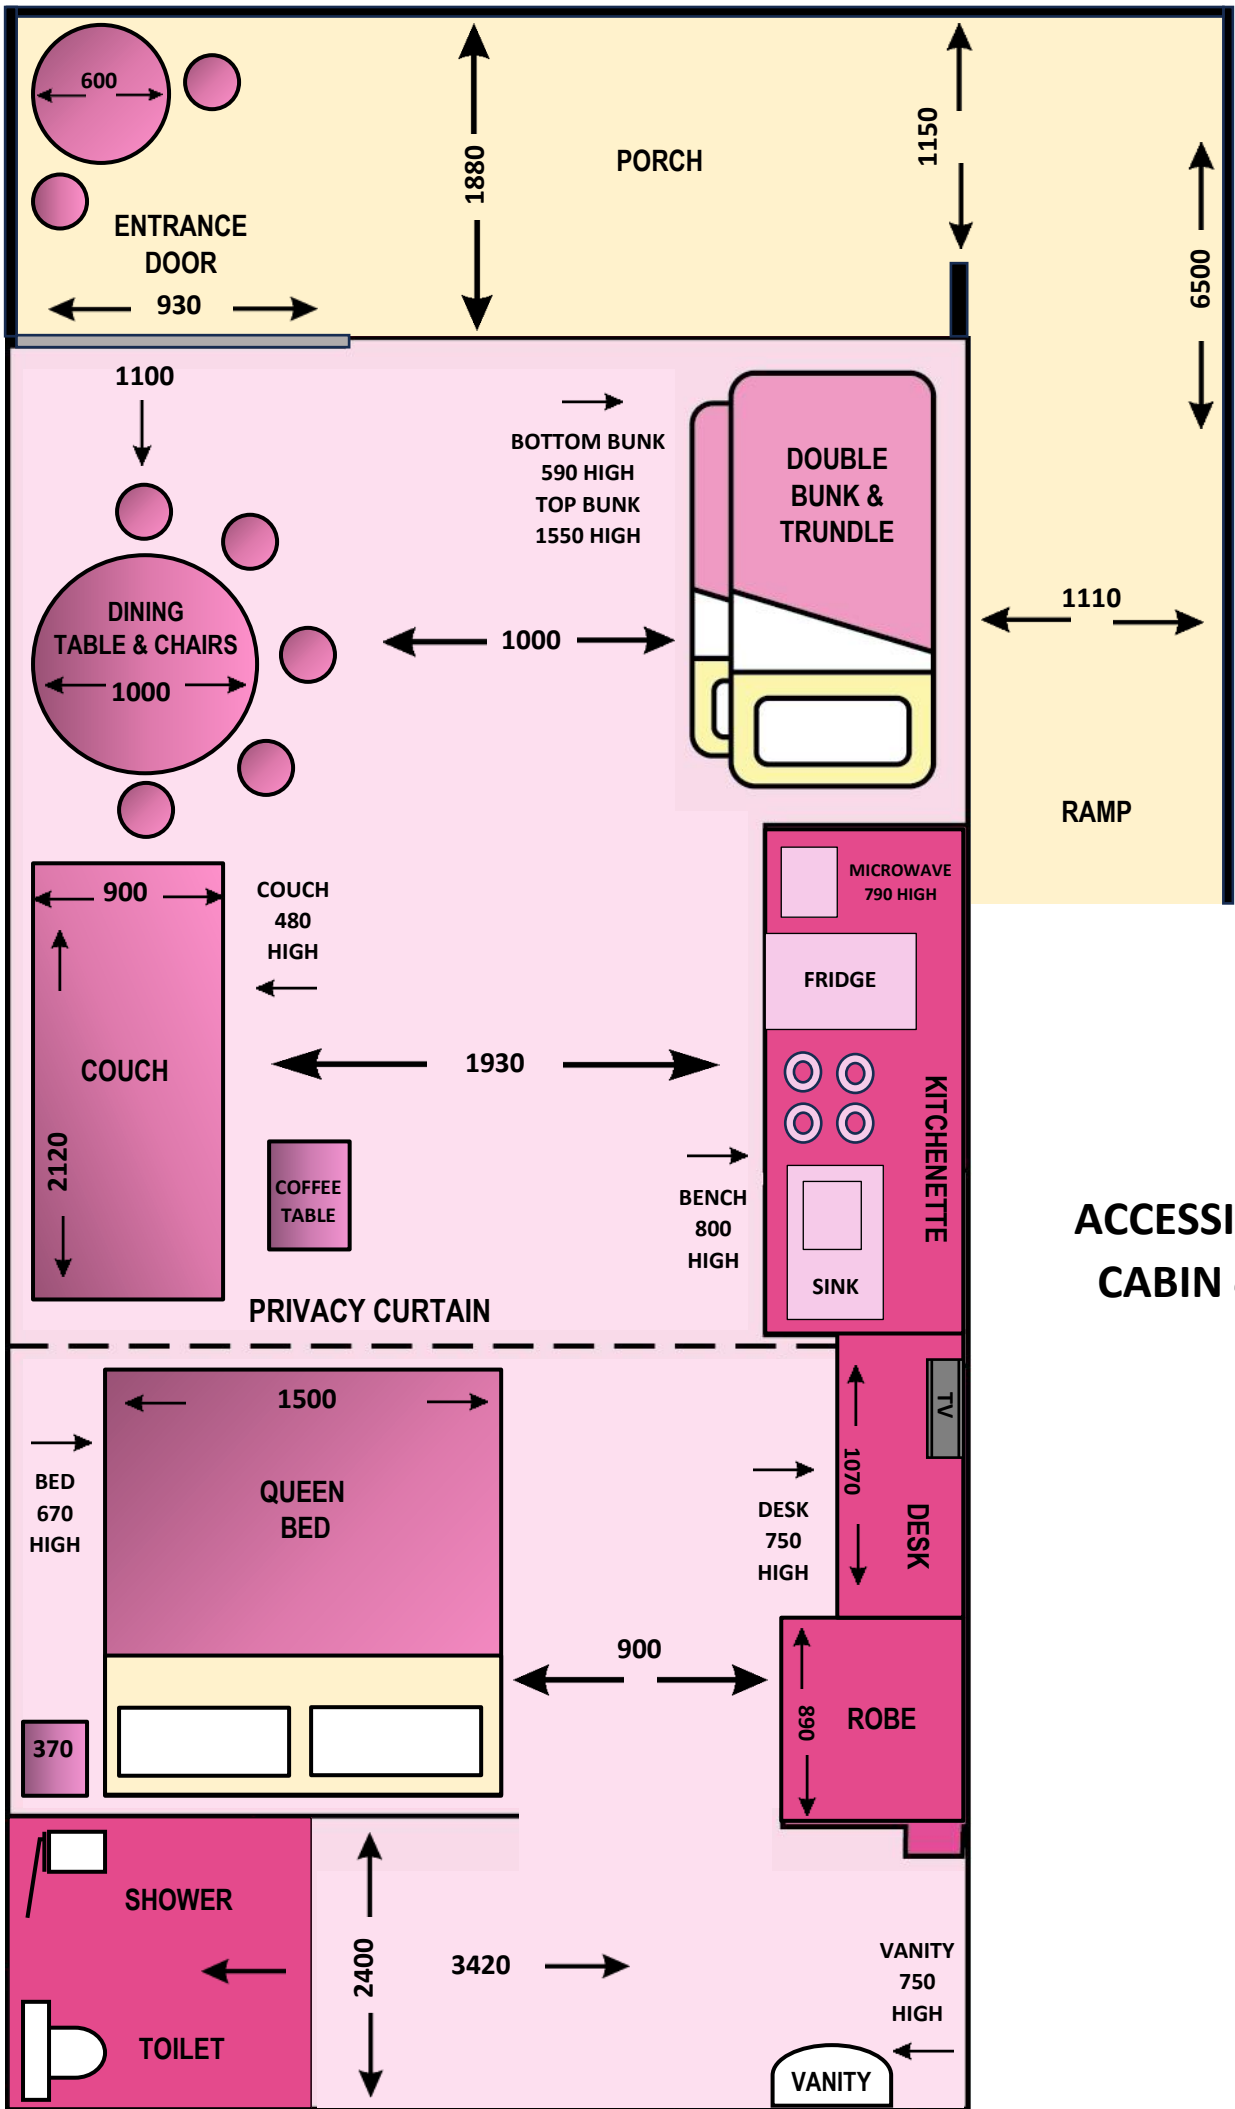 600
1880
PORCH
1150
6500
ENTRANCE
DOOR
930
1100
BOTTOM BUNK
590 HIGH
TOP BUNK
1550 HIGH
DOUBLE
BUNK &
TRUNDLE
DINING
TABLE & CHAIRS
1000
1000
1110
RAMP
900
COUCH
480
HIGH
MICROWAVE
790 HIGH
FRIDGE
COUCH
2120
1930
KITCHENETTE
COFFEE
TABLE
BENCH
800
HIGH
SINK
ACCESSI
CABIN
PRIVACY CURTAIN
1500
TV
BED
670
HIGH
QUEEN
BED
1070
DESK
750
HIGH
DESK
900
890
ROBE
370
SHOWER
2400
3420
VANITY
750
HIGH
TOILET
VANITY